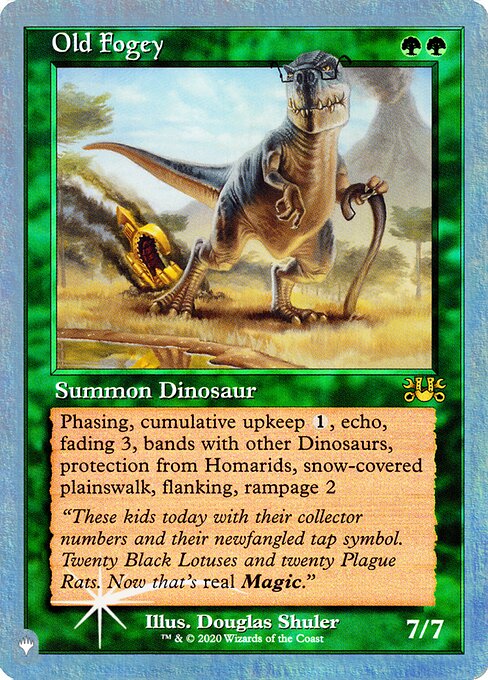 Old Fogey
Summon Dinosaur
Phasing, cumulative upkeep 1, echo,
fading 3, bands with other Dinosaurs,
protection from Homarids, snow-covered
plainswalk, flanking, rampage 2
“These kids today with their collector
numbers and their newfangled tap symbol.
Twenty Black Lotuses and twenty Plague
Rats. Now that’s real Magic.”
Illus. Douglas Shuler
™ & © 2020 Wizards of the Coast
7/7